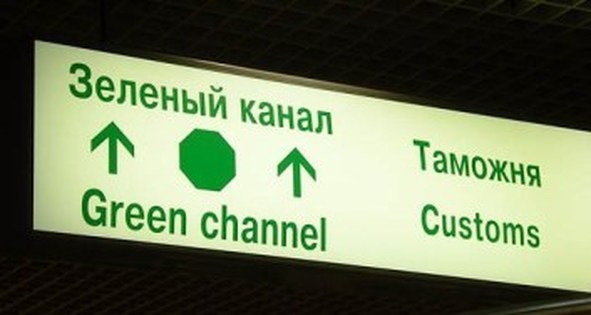 Зеленый канал
Green channel
Таможня
Customs